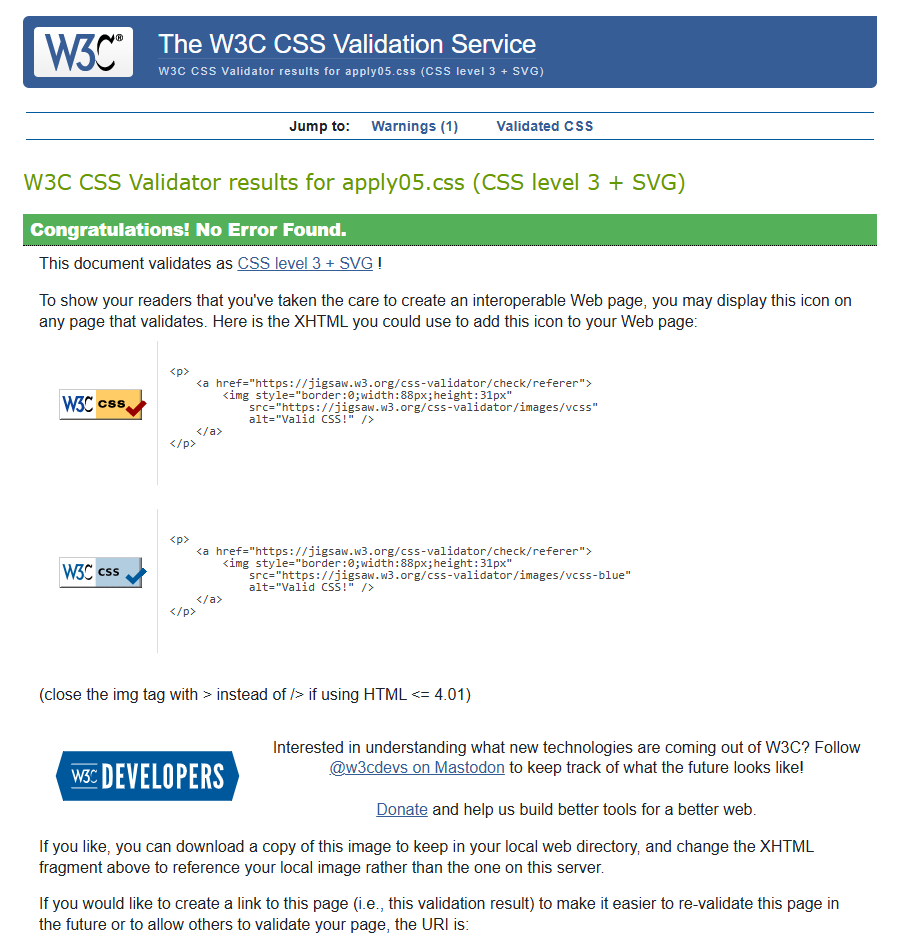 W3C® The W3C CSS Validation Service
W3C CSS Validator results for apply05.css (CSS level 3 + SVG)
Jump to: Warnings (1) Validated CSS
W3C CSS Validator results for apply05.css (CSS level 3 + SVG)
Congratulations! No Error Found.
This document validates as CSS level 3 + SVG !
To show your readers that you've taken the care to create an interoperable Web page, you may display this icon on
any page that validates. Here is the XHTML you could use to add this icon to your Web page:
W3C css
<p>
<a href="https://jigsaw.w3.org/css-validator/check/referer">
<img style="border:0;width:88px;height:31px"
src="https://jigsaw.w3.org/css-validator/images/vcss"
alt="Valid CSS!" />
</a>
</p>
W3C css
<p>
<a href="https://jigsaw.w3.org/css-validator/check/referer">
<img style="border:0;width:88px;height:31px"
src="https://jigsaw.w3.org/css-validator/images/vcss-blue"
alt="Valid CSS!" />
</a>
</p>
(close the img tag with > instead of /> if using HTML <= 4.01)
W3C DEVELOPERS
Interested in understanding what new technologies are coming out of W3C? Follow
@w3cdevs on Mastodon to keep track of what the future looks like!
Donate and help us build better tools for a better web.
If you like, you can download a copy of this image to keep in your local web directory, and change the XHTML
fragment above to reference your local image rather than the one on this server.
If you would like to create a link to this page (i.e., this validation result) to make it easier to re-validate this page in
the future or to allow others to validate your page, the URI is: